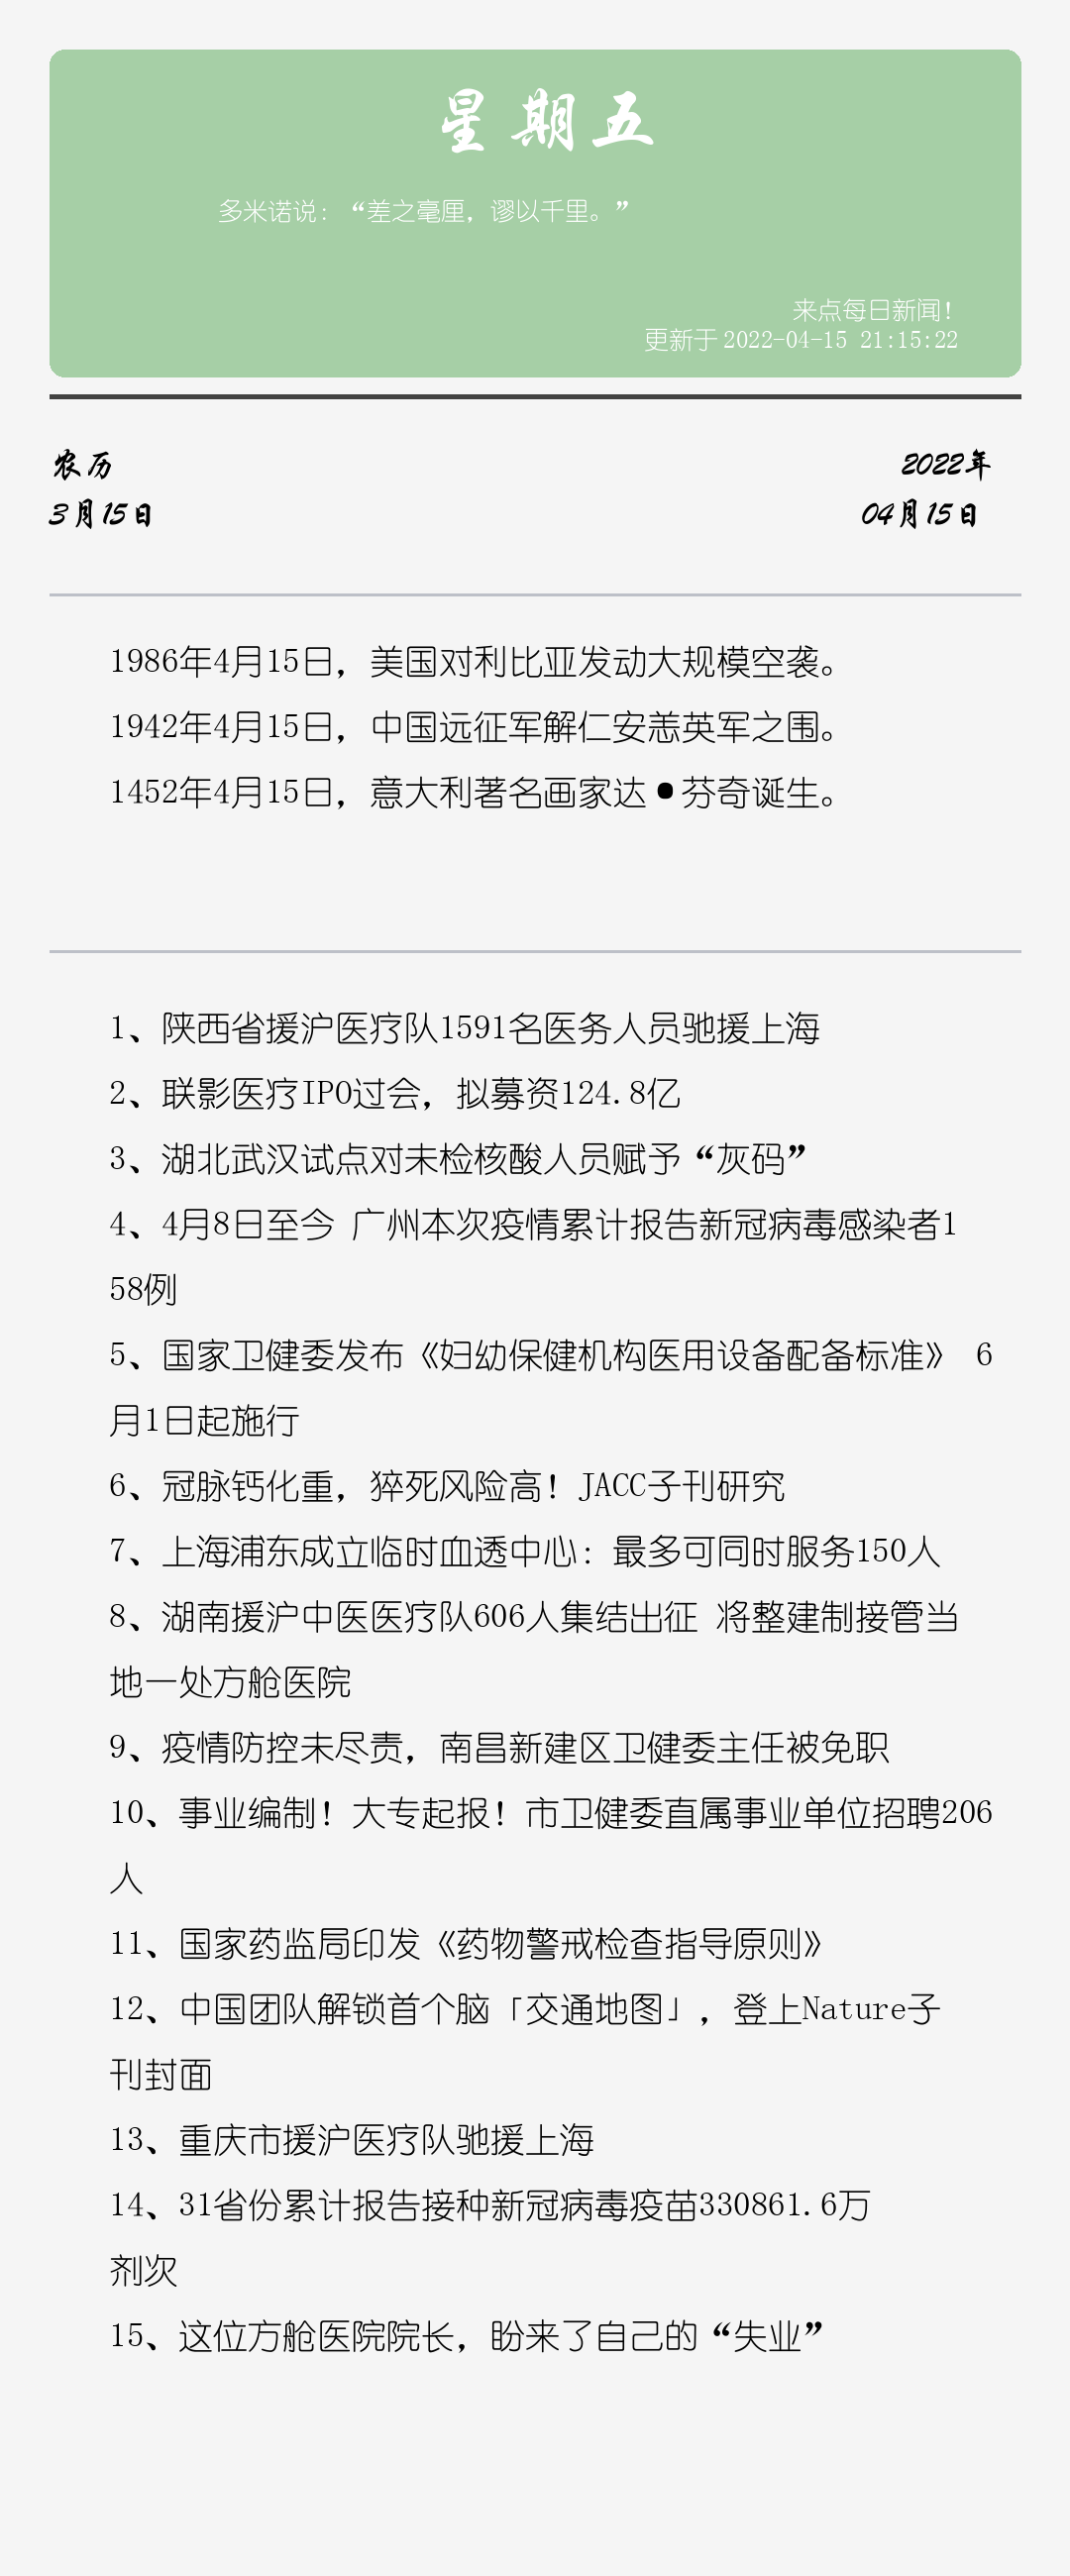 星期五
多米诺说：“差之毫厘，谬以千里。”
来点每日新闻！
更新于 2022-04-15 21:15:22
农历
2022年
3月15日
04月15日
1986年4月15日，美国对利比亚发动大规模空袭。
1942年4月15日，中国远征军解仁安恙英军之围。
1452年4月15日，意大利著名画家达•芬奇诞生。
1、陕西省援沪医疗队1591名医务人员驰援上海
2、联影医疗IPO过会，拟募资124.8亿
3、湖北武汉试点对未检核酸人员赋予“灰码”
4、4月8日至今 广州本次疫情累计报告新冠病毒感染者1
58例
5、国家卫健委发布《妇幼保健机构医用设备配备标准》 6
月1日起施行
6、冠脉钙化重，猝死风险高！JACC子刊研究
7、上海浦东成立临时血透中心：最多可同时服务150人
8、湖南援沪中医医疗队606人集结出征 将整建制接管当
地一处方舱医院
9、疫情防控未尽责，南昌新建区卫健委主任被免职
10、事业编制！大专起报！市卫健委直属事业单位招聘206
人
11、国家药监局印发《药物警戒检查指导原则》
12、中国团队解锁首个脑「交通地图」，登上Nature子
刊封面
13、重庆市援沪医疗队驰援上海
14、31省份累计报告接种新冠病毒疫苗330861.6万
剂次
15、这位方舱医院院长，盼来了自己的“失业”